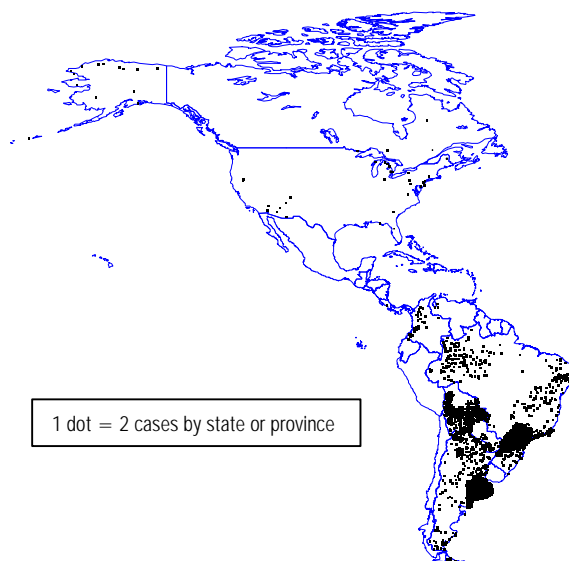 1 dot = 2 cases by state or province